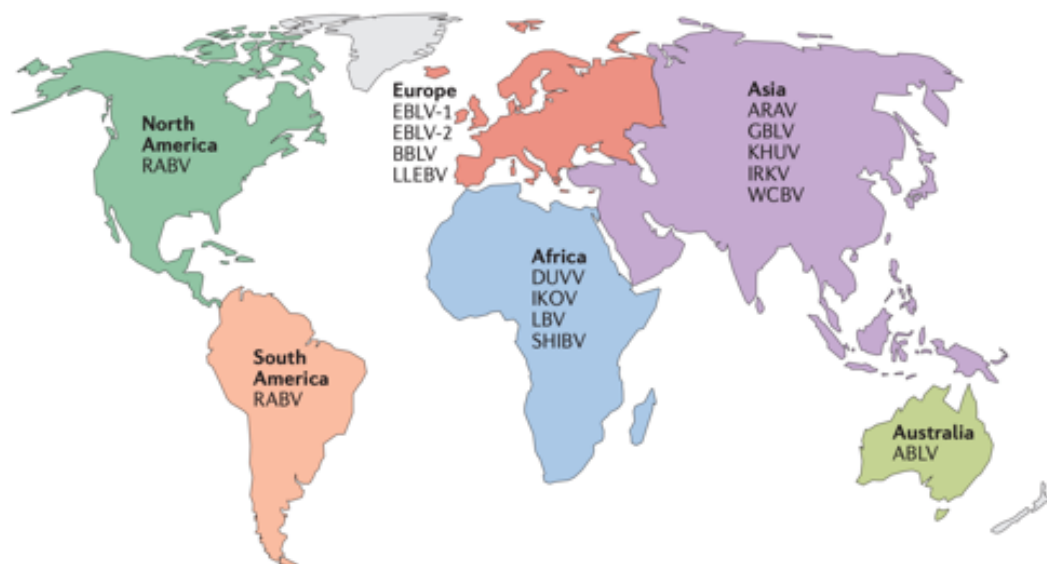 North
America
RABV
Europe
EBLV-1
EBLV-2
BBLV
LLEBV
Asia
ARAV
GBLV
KHUV
IRKV
WCBV
Africa
DUVV
IKOV
LBV
SHIBV
South
America
RABV
Australia
ABLV